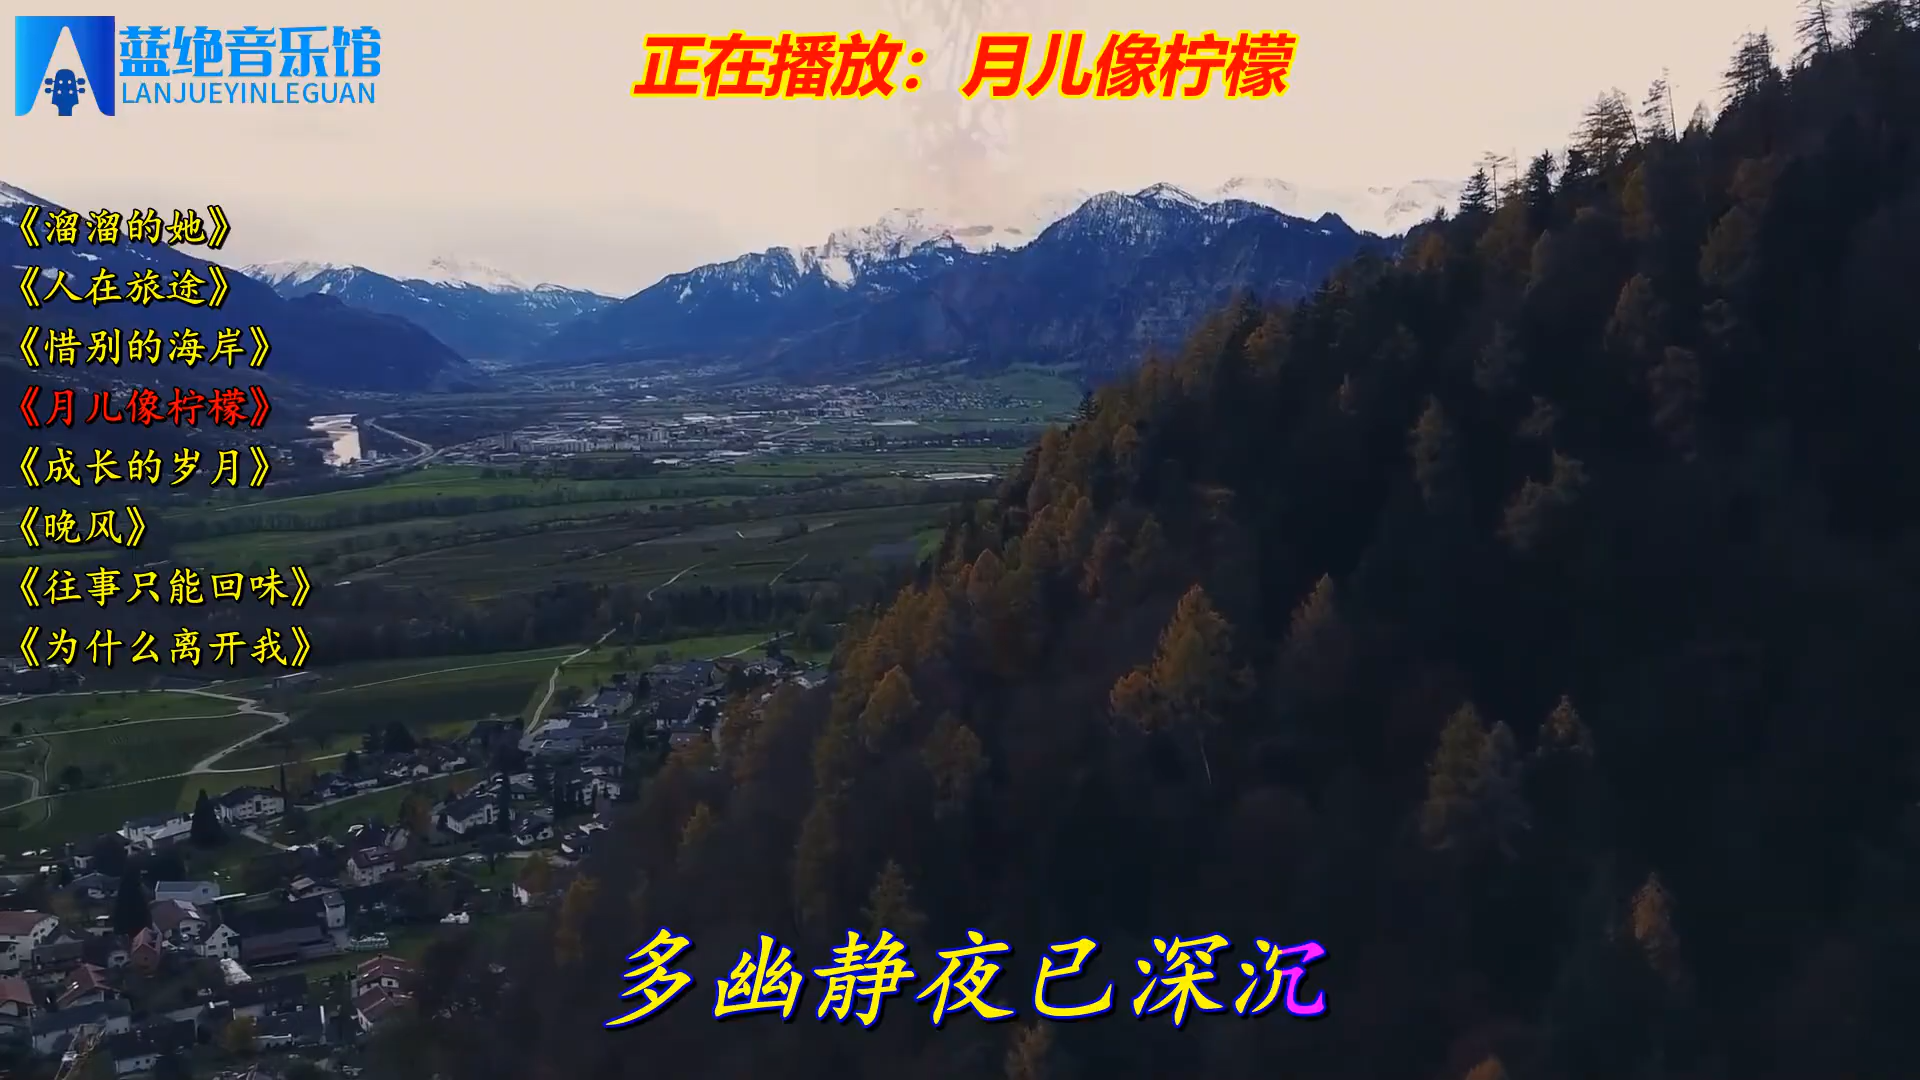 蓝绝音乐馆
LANJUEYINLEGUAN
正在播放：月儿像柠檬
《溜溜的她》
《人在旅途》
《惜别的海岸》
《月儿像柠檬》
《成长的岁月》
《晚风》
《往事只能回味》
《为什么离开我》
多幽静夜已深沉